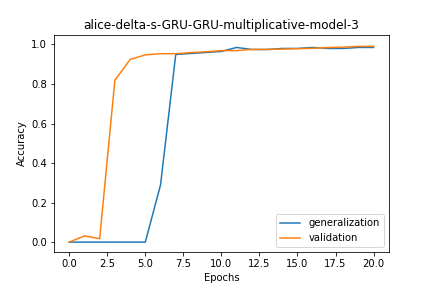 alice-delta-s-GRU-GRU-multiplicative-model-3
1.0
0.8
0.6
0.4
0.2
0.0
Accuracy
generalization
validation
0.0 2.5 5.0 7.5 10.0 12.5 15.0 17.5 20.0
Epochs